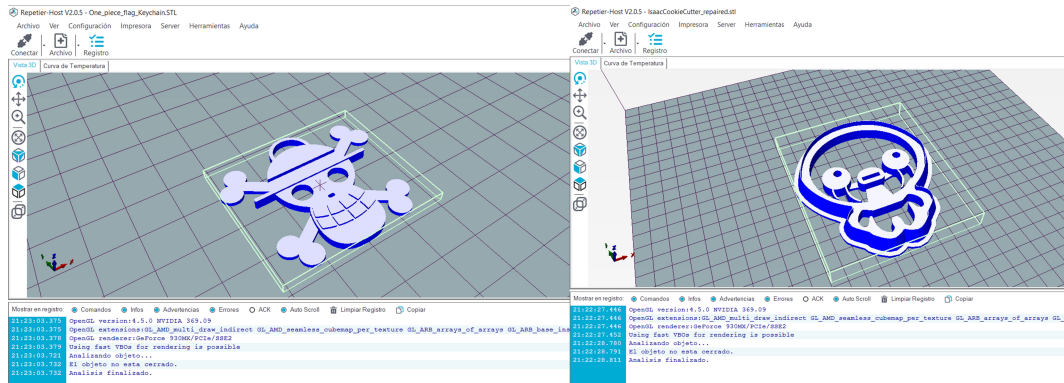 Repetier-Host V2.0.5 - One_piece_flag_Keychain.STL
Archivo Ver Configuración Impresora Server Herramientas Ayuda
Conectar Archivo Registro
Vista 3D Curva de Temperatura
Mostrar en registro: Comandos Infos Advertencias Errores ACK Auto Scroll Limpiar Registro Copiar
21:23:03.375 OpenGL version:4.5.0 NVIDIA 369.09
21:23:03.375 OpenGL extensions:GL_AMD_multi_draw_indirect GL_AMD_seamless_cubemap_per_texture GL_ARB_arrays_of_arrays GL_ARB_base_ins
21:23:03.378 OpenGL renderer:GeForce 930MX/PCIe/SSE2
21:23:03.379 Using fast VBOs for rendering is possible
21:23:03.721 Analizando objeto...
21:23:03.732 El objeto no esta cerrado.
21:23:03.732 Analisis finalizado.
Repetier-Host V2.0.5 - IsaacCookieCutter_repaired.stl
Archivo Ver Configuración Impresora Server Herramientas Ayuda
Conectar Archivo Registro
Vista 3D Curva de Temperatura
Mostrar en registro: Comandos Infos Advertencias Errores ACK Auto Scroll Limpiar Registro Copiar
21:22:27.446 OpenGL version:4.5.0 NVIDIA 369.09
21:22:27.446 OpenGL extensions:GL_AMD_multi_draw_indirect GL_AMD_seamless_cubemap_per_texture GL_ARB_arrays_of_arrays GL_
21:22:27.446 OpenGL renderer:GeForce 930MX/PCIe/SSE2
21:22:27.452 Using fast VBOs for rendering is possible
21:22:28.780 Analizando objeto...
21:22:28.791 El objeto no esta cerrado.
21:22:28.811 Analisis finalizado.